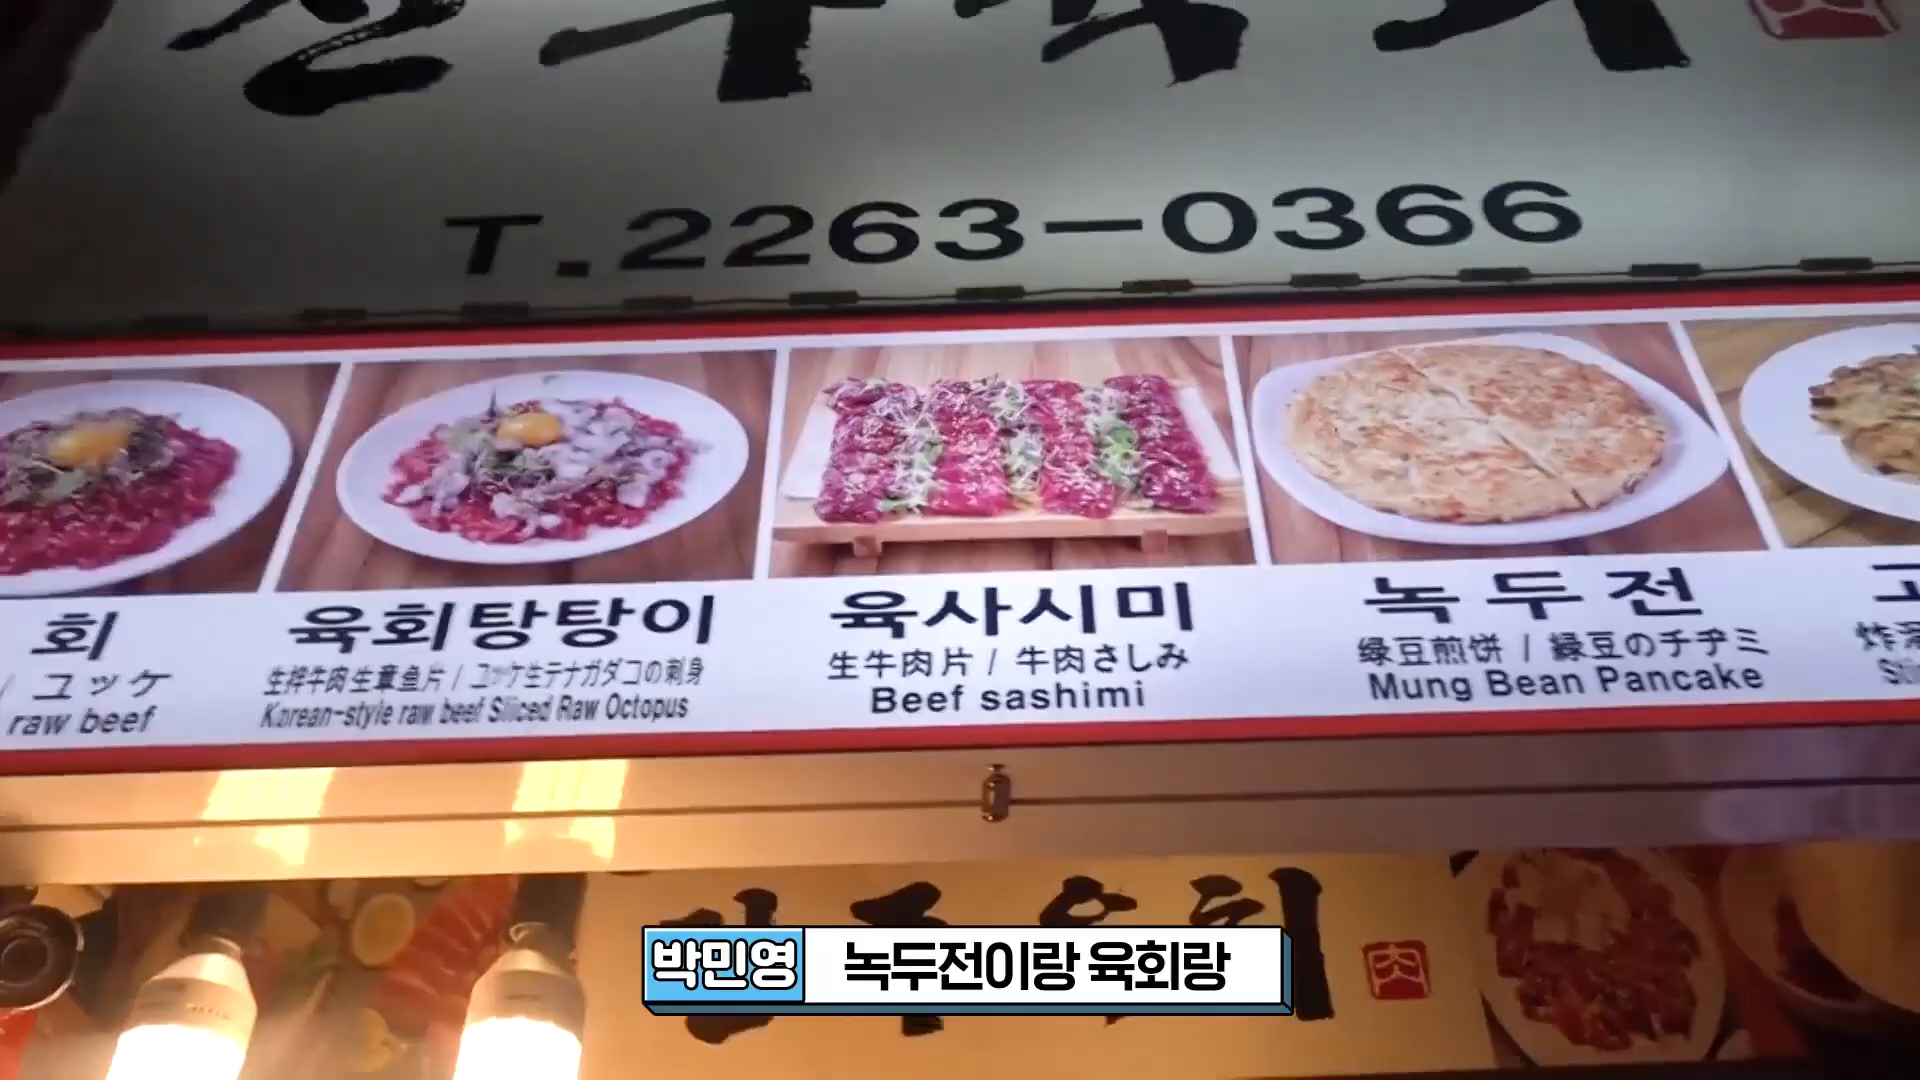 T.2263-0366
회
육회탕탕이
육사시미
녹두전
고
/ ユッケ
生拌牛肉生章鱼片 / ユッケ生テナガダコの刺身
生牛肉片 / 牛肉さしみ
绿豆煎饼 / 緑豆のチヂミ
raw beef
Korean-style raw beef Sliced Raw Octopus
Beef sashimi
Mung Bean Pancake
육회
肉
박민영 녹두전이랑 육회랑